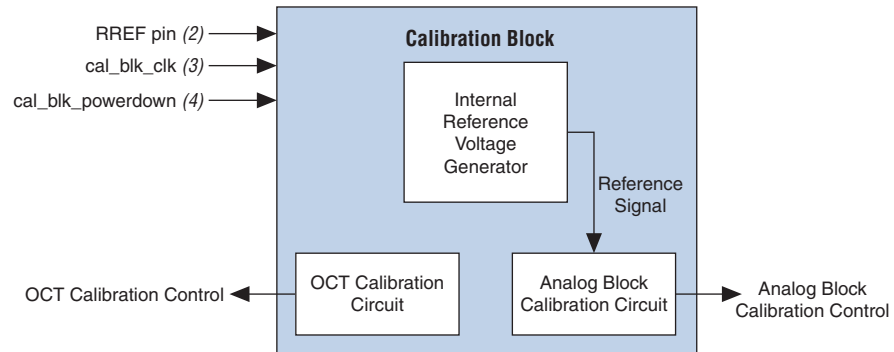 RREF pin (2)
cal_blk_clk (3)
cal_blk_powerdown (4)
Calibration Block
Internal
Reference
Voltage
Generator
Reference
Signal
OCT Calibration Control
OCT Calibration
Circuit
Analog Block
Calibration Circuit
Analog Block
Calibration Control